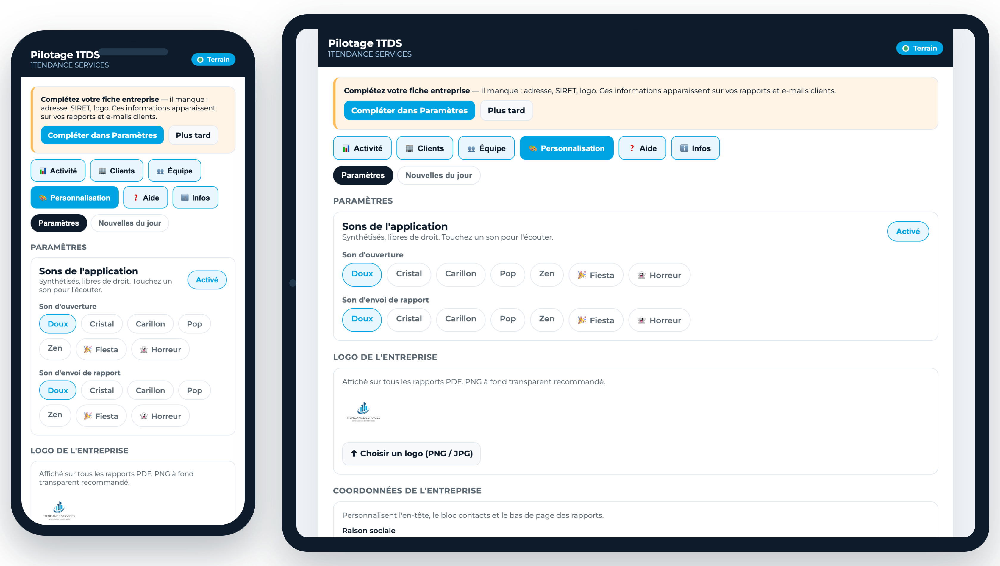 Pilotage 1TDS
1TENDANCE SERVICES
Terrain
Complétez votre fiche entreprise — il manque :
adresse, SIRET, logo. Ces informations apparaissent
sur vos rapports et e-mails clients.
Compléter dans Paramètres
Plus tard
Activité
Clients
Équipe
Personnalisation
❓ Aide
ℹ️ Infos
Paramètres
Nouvelles du jour
PARAMÈTRES
Sons de l'application
Synthétisés, libres de droit. Touchez un
son pour l'écouter.
Activé
Son d'ouverture
Doux
Cristal
Carillon
Pop
Zen
Fiesta
Horreur
Son d'envoi de rapport
Doux
Cristal
Carillon
Pop
Zen
Fiesta
Horreur
LOGO DE L'ENTREPRISE
Affiché sur tous les rapports PDF. PNG à fond
transparent recommandé.
1TENDANCE SERVICES
SERVICES AUX ENTREPRISES
Pilotage 1TDS
1TENDANCE SERVICES
Terrain
Complétez votre fiche entreprise — il manque : adresse, SIRET, logo. Ces informations apparaissent sur vos rapports et e-mails clients.
Compléter dans Paramètres
Plus tard
Activité
Clients
Équipe
Personnalisation
❓ Aide
ℹ️ Infos
Paramètres
Nouvelles du jour
PARAMÈTRES
Sons de l'application
Synthétisés, libres de droit. Touchez un son pour l'écouter.
Activé
Son d'ouverture
Doux
Cristal
Carillon
Pop
Zen
Fiesta
Horreur
Son d'envoi de rapport
Doux
Cristal
Carillon
Pop
Zen
Fiesta
Horreur
LOGO DE L'ENTREPRISE
Affiché sur tous les rapports PDF. PNG à fond transparent recommandé.
1TENDANCE SERVICES
SERVICES AUX ENTREPRISES
⬆ Choisir un logo (PNG / JPG)
COORDONNÉES DE L'ENTREPRISE
Personnalisent l'en-tête, le bloc contacts et le bas de page des rapports.
Raison sociale